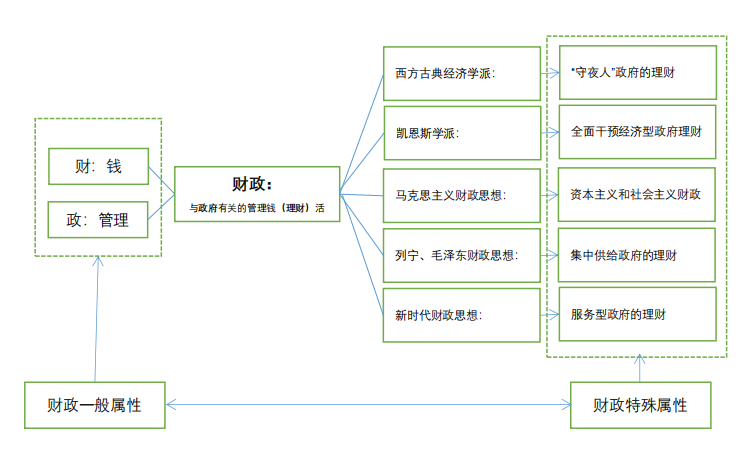 财：钱
政：管理
财政：
与政府有关的管理钱（理财）活
西方古典经济学派：
凯恩斯学派：
马克思主义财政思想：
列宁、毛泽东财政思想：
新时代财政思想：
“守夜人”政府的理财
全面干预经济型政府理财
资本主义和社会主义财政
集中供给政府的理财
服务型政府的理财
财政一般属性
财政特殊属性